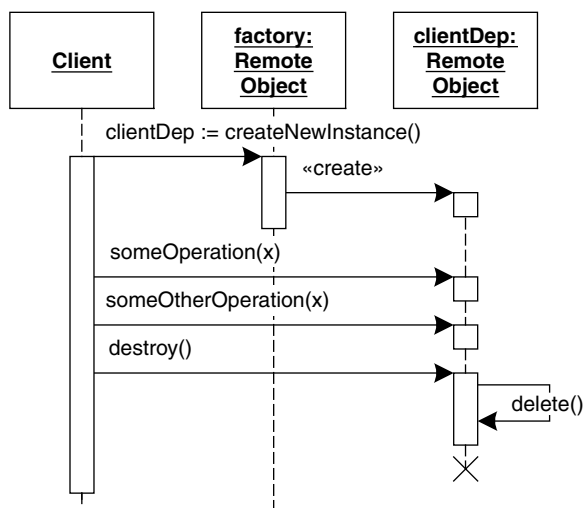 Client
factory:
Remote
Object
clientDep:
Remote
Object
clientDep := createNewInstance()
«create»
someOperation(x)
someOtherOperation(x)
destroy()
delete()